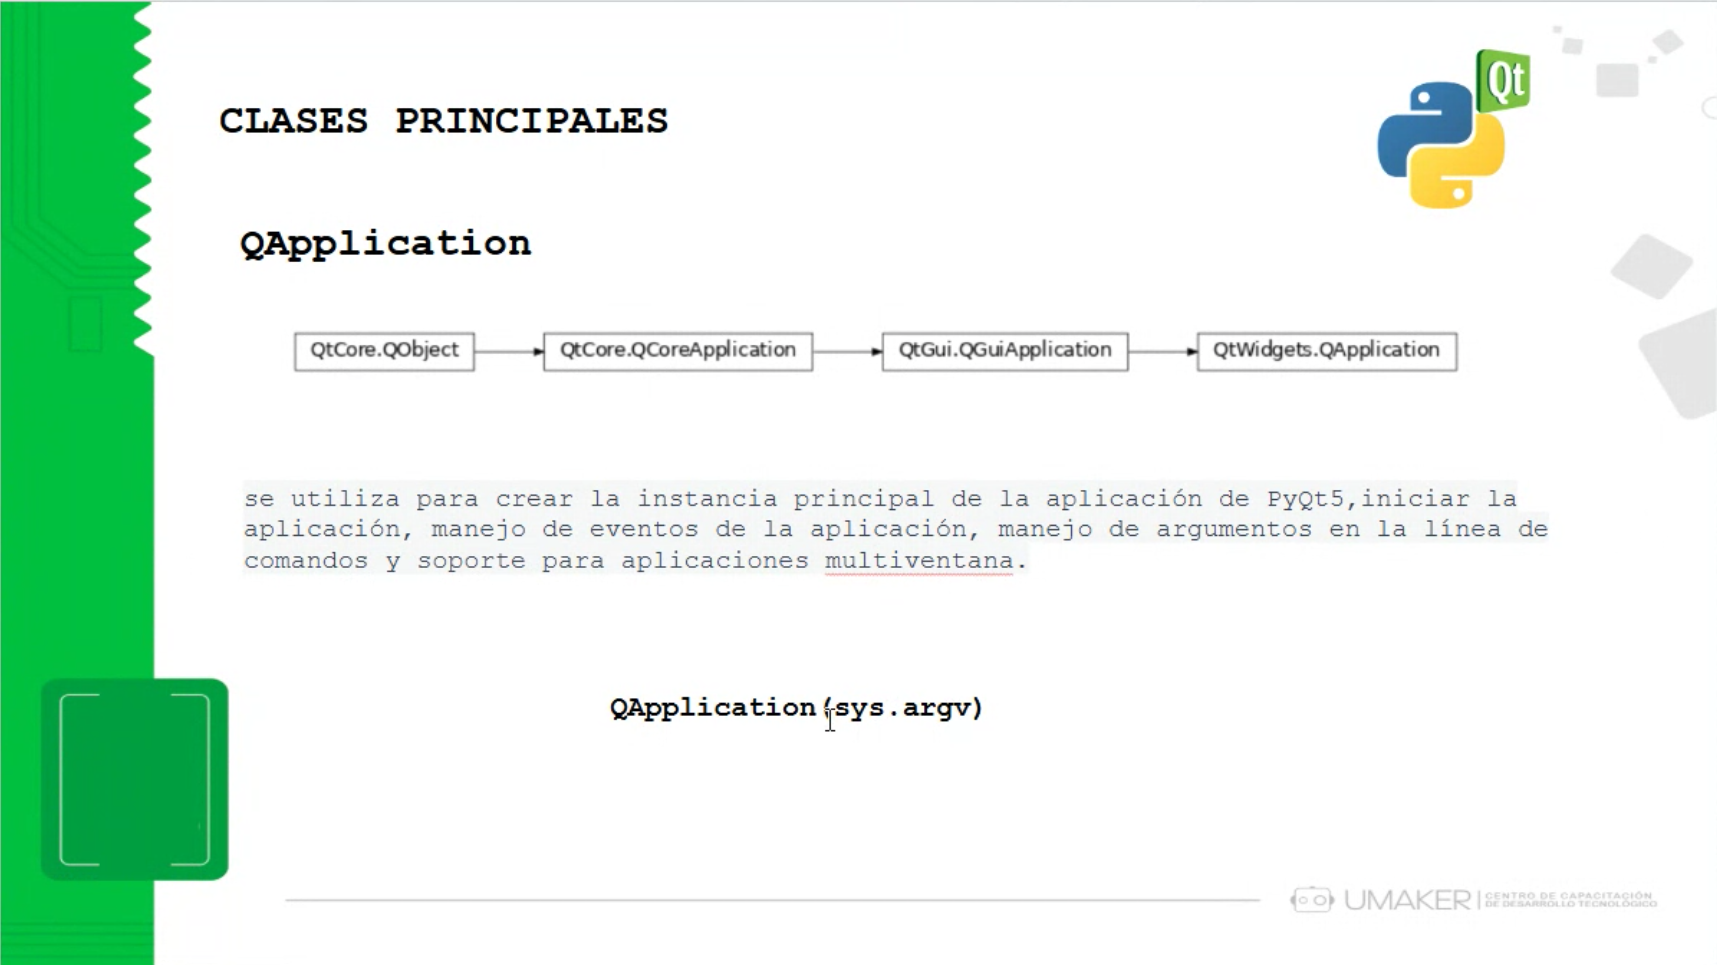 Qt
CLASES PRINCIPALES
QApplication
QtCore.QObject
QtCore.QCoreApplication
QtGui.QGuiApplication
QtWidgets.QApplication
se utiliza para crear la instancia principal de la aplicación de PyQt5,iniciar la
aplicación, manejo de eventos de la aplicación, manejo de argumentos en la línea de
comandos y soporte para aplicaciones multiventana.
QApplication(sys.argv)
UMAKER
CENTRO DE CAPACITACIÓN
DE DESARROLLO TECNOLÓGICO